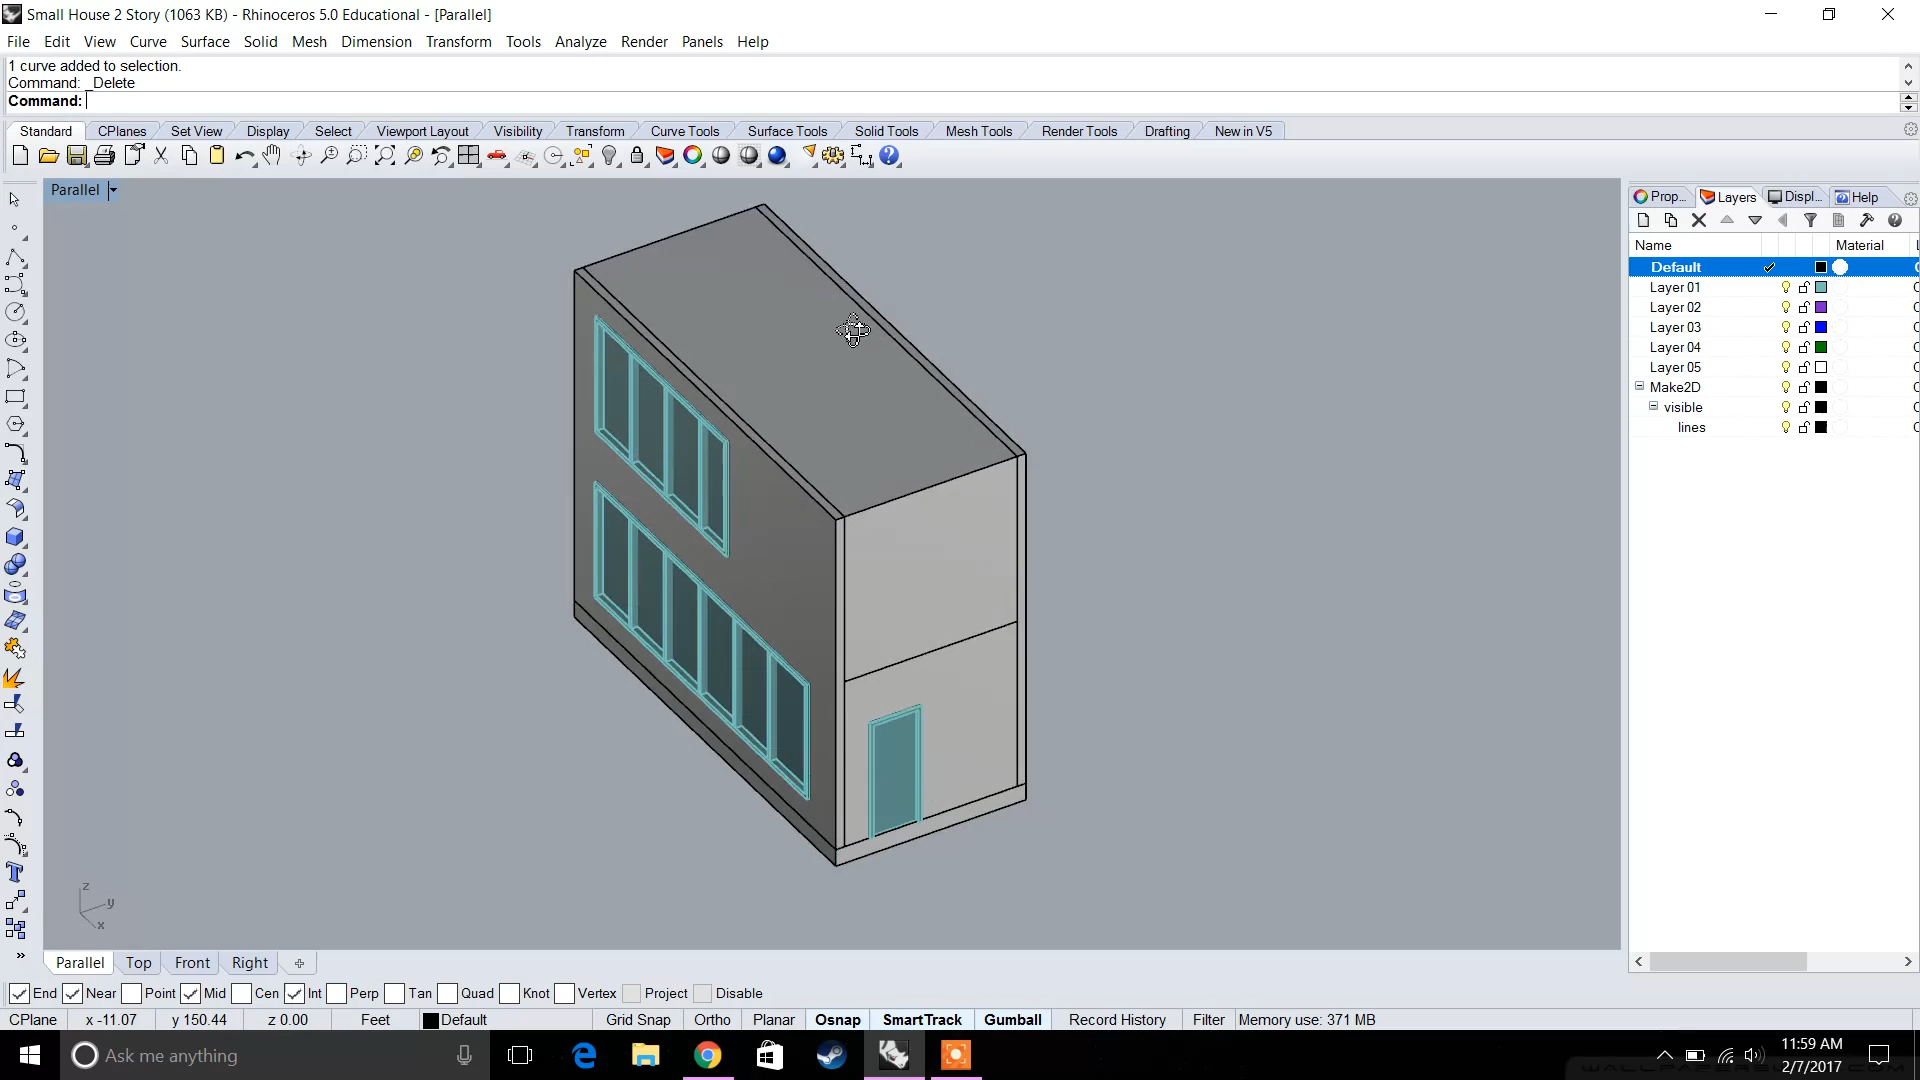 Small House 2 Story (1063 KB) - Rhinoceros 5.0 Educational - [Parallel]
File Edit View Curve Surface Solid Mesh Dimension Transform Tools Analyze Render Panels Help
1 curve added to selection.
Command: _Delete
Command:
Standard CPlanes Set View Display Select Viewport Layout Visibility Transform Curve Tools Surface Tools Solid Tools Mesh Tools Render Tools Drafting New in V5
Parallel
Prop... Layers Displ... Help
Name Material
Default
Layer 01
Layer 02
Layer 03
Layer 04
Layer 05
Make2D
visible
lines
z
y
x
Parallel Top Front Right
End Near Point Mid Cen Int Perp Tan Quad Knot Vertex Project Disable
CPlane x -11.07 y 150.44 z 0.00 Feet Default Grid Snap Ortho Planar Osnap SmartTrack Gumball Record History Filter Memory use: 371 MB
Ask me anything
11:59 AM
2/7/2017